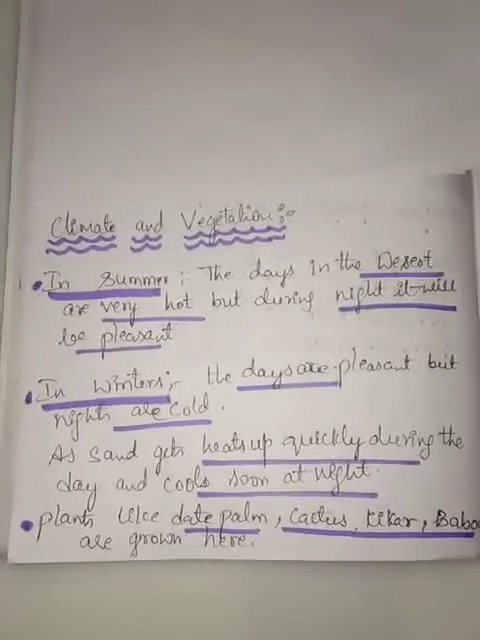 Climate and Vegetation:-
• In Summer :- The days in the Desert
are very hot but during night it will
be pleasant
• In Winters:- the days are pleasant but
nights are cold.
As sand gets heats up quickly during the
day and cools soon at night.
• Plants like date palm, Cactus, Kikar, Babo
are grown here.